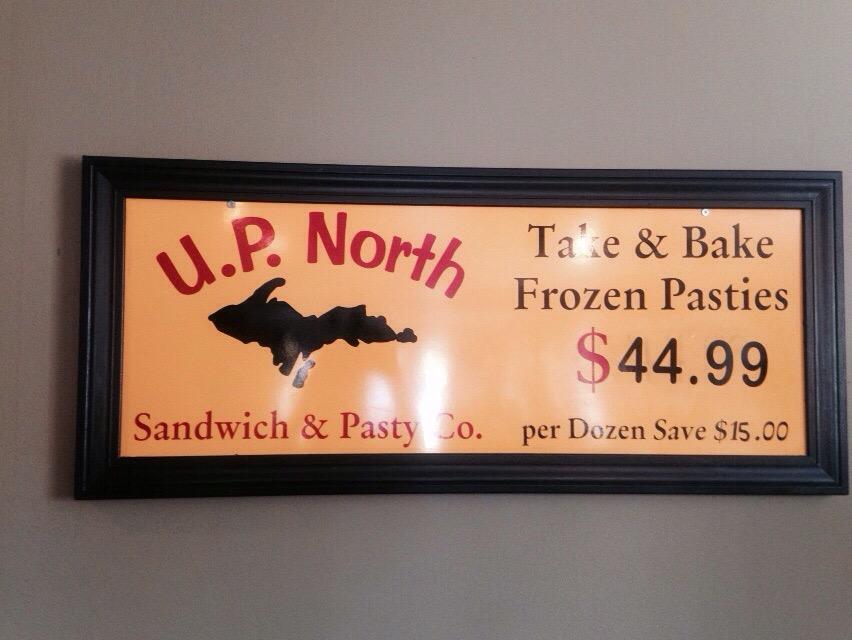 U.P. North
Sandwich & Pasty Co.
Take & Bake
Frozen Pasties
$44.99
per Dozen Save $15.00